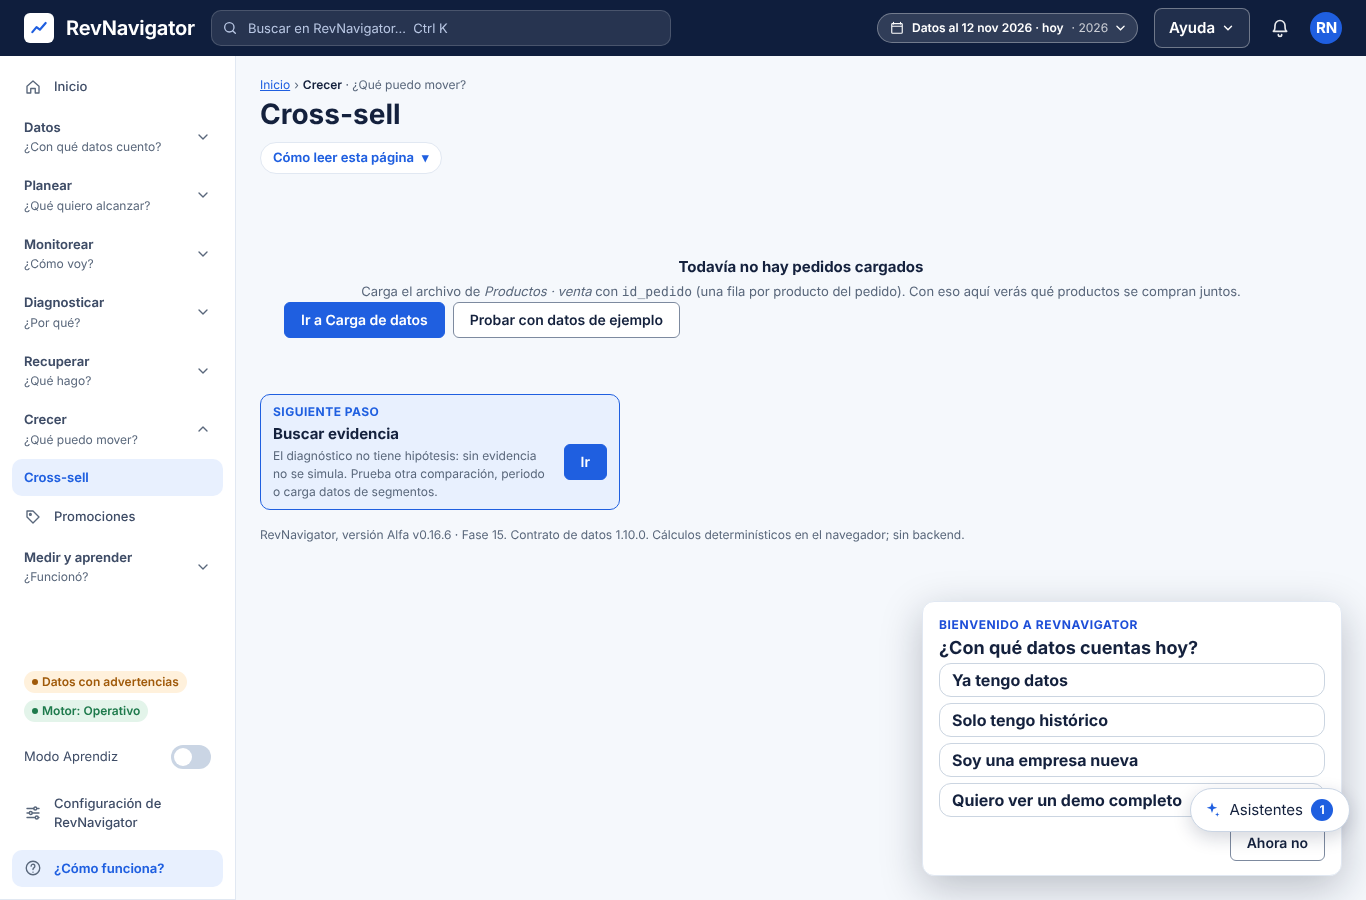 RevNavigator
Buscar en RevNavigator... Ctrl K
Datos al 12 nov 2026 · hoy · 2026
Ayuda
RN
Inicio
Datos
¿Con qué datos cuento?
Planear
¿Qué quiero alcanzar?
Monitorear
¿Cómo voy?
Diagnosticar
¿Por qué?
Recuperar
¿Qué hago?
Crecer
¿Qué puedo mover?
Cross-sell
Promociones
Medir y aprender
¿Funcionó?
Datos con advertencias
Motor: Operativo
Modo Aprendiz
Configuración de
RevNavigator
¿Cómo funciona?
Inicio › Crecer · ¿Qué puedo mover?
Cross-sell
Cómo leer esta página ▾
Todavía no hay pedidos cargados
Carga el archivo de Productos · venta con id_pedido (una fila por producto del pedido). Con eso aquí verás qué productos se compran juntos.
Ir a Carga de datos
Probar con datos de ejemplo
SIGUIENTE PASO
Buscar evidencia
El diagnóstico no tiene hipótesis: sin evidencia
no se simula. Prueba otra comparación, periodo
o carga datos de segmentos.
Ir
RevNavigator, versión Alfa v0.16.6 · Fase 15. Contrato de datos 1.10.0. Cálculos determinísticos en el navegador; sin backend.
BIENVENIDO A REVNAVIGATOR
¿Con qué datos cuentas hoy?
Ya tengo datos
Solo tengo histórico
Soy una empresa nueva
Quiero ver un demo completo
Asistentes 1
Ahora no